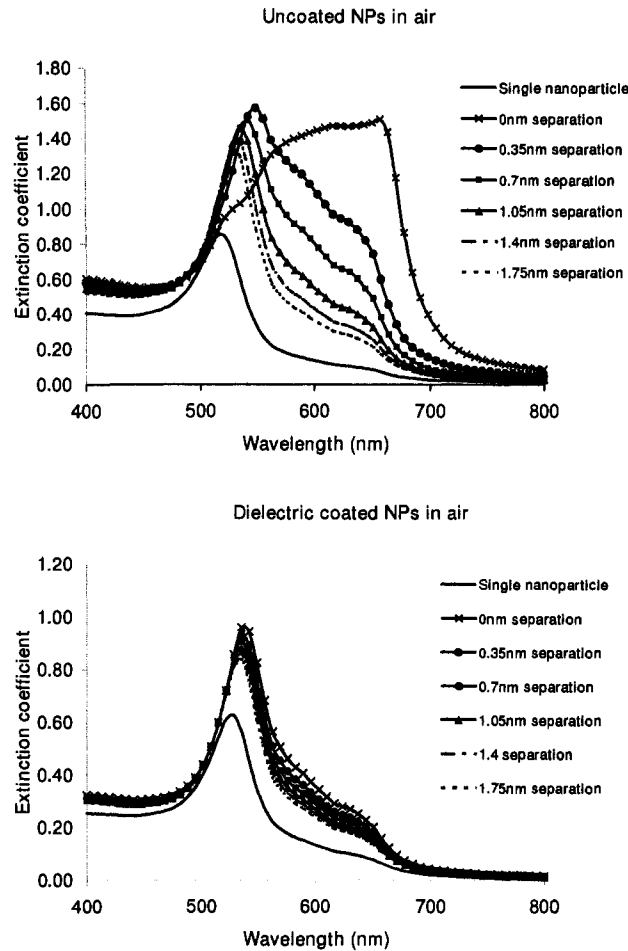 Uncoated NPs in air
Extinction coefficient
1.80
1.60
1.40
1.20
1.00
0.80
0.60
0.40
0.20
0.00
400 500 600 700 800
Wavelength (nm)
Single nanoparticle
0nm separation
0.35nm separation
0.7nm separation
1.05nm separation
1.4nm separation
1.75nm separation
Dielectric coated NPs in air
Extinction coefficient
1.20
1.00
0.80
0.60
0.40
0.20
0.00
400 500 600 700 800
Wavelength (nm)
Single nanoparticle
0nm separation
0.35nm separation
0.7nm separation
1.05nm separation
1.4 separation
1.75nm separation